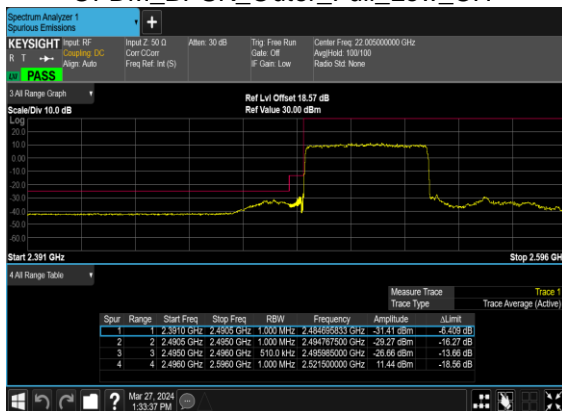 Spectrum Analyzer 1
Spurious Emissions
KEYSIGHT Input: RF Input Z: 50 Ω Atten: 30 dB Trig: Free Run Center Freq: 22.005000000 GHz
R T Coupling: DC Corr CCorr Gate: Off Avg|Hold: 100/100
Align: Auto Freq Ref: Int (S) IF Gain: Low Radio Std: None
PASS
3 All Range Graph
Ref Lvl Offset 18.57 dB
Scale/Div 10.0 dB Ref Value 30.00 dBm
Log
20.0
10.0
0.00
-10.0
-20.0
-30.0
-40.0
-50.0
-60.0
Start 2.391 GHz Stop 2.596 GH
4 All Range Table
Measure Trace Trace 1
Trace Type Trace Average (Active)
Spur Range Start Freq Stop Freq RBW Frequency Amplitude ΔLimit
1 1 2.3910 GHz 2.4905 GHz 1.000 MHz 2.484695833 GHz -31.41 dBm -6.409 dB
2 2 2.4905 GHz 2.4950 GHz 1.000 MHz 2.494767500 GHz -29.27 dBm -16.27 dB
3 3 2.4950 GHz 2.4960 GHz 510.0 kHz 2.495985000 GHz -26.66 dBm -13.66 dB
4 4 2.4960 GHz 2.5960 GHz 1.000 MHz 2.521500000 GHz 11.44 dBm -18.56 dB
Mar 27, 2024
1:33:37 PM